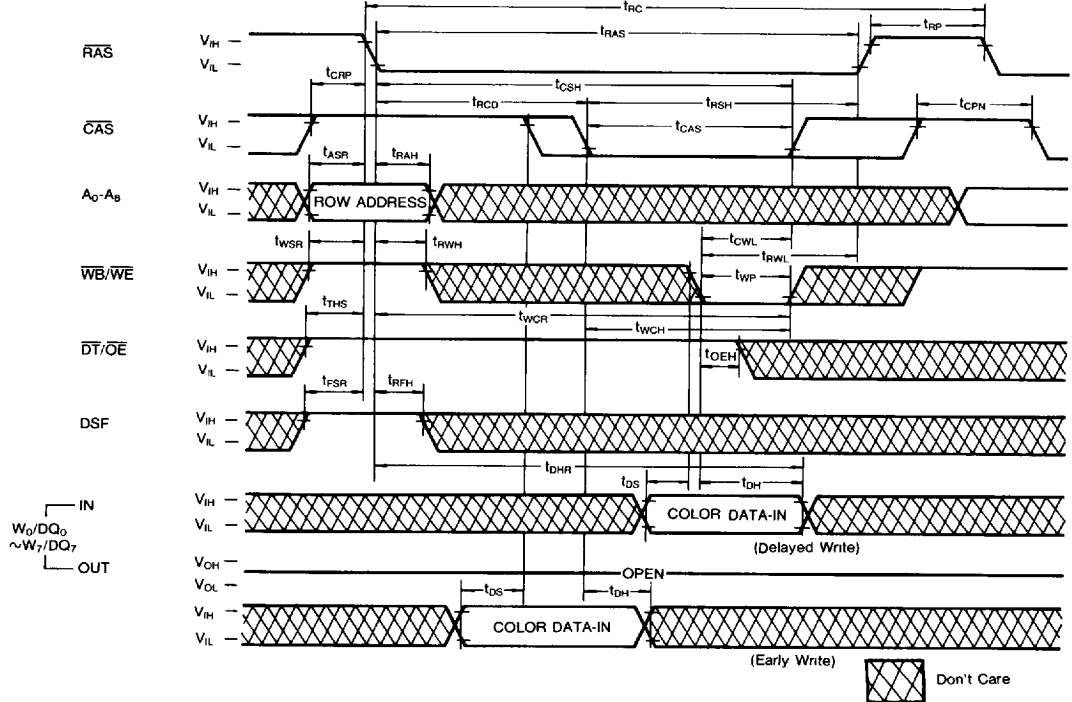 tRC
tRAS
tRP
RAS
VIH —
VIL —
tCRP
tCSH
tRCD
tRSH
tCPN
CAS
VIH —
VIL —
tCAS
tASR
tRAH
A0-A8
VIH —
VIL —
ROW ADDRESS
tWSR
tRWH
tCWL
tRWL
WB/WE
VIH —
VIL —
tWP
tTHS
tWCR
tWCH
DT/OE
VIH —
VIL —
tOEH
tFSR
tRFH
DSF
VIH —
VIL —
tDHR
tDS
tDH
IN
VIH —
VIL —
COLOR DATA-IN
W0/DQ0
~W7/DQ7
(Delayed Write)
OUT
VOH —
VOL —
OPEN
tDS
tDH
VIH —
VIL —
COLOR DATA-IN
(Early Write)
Don't Care